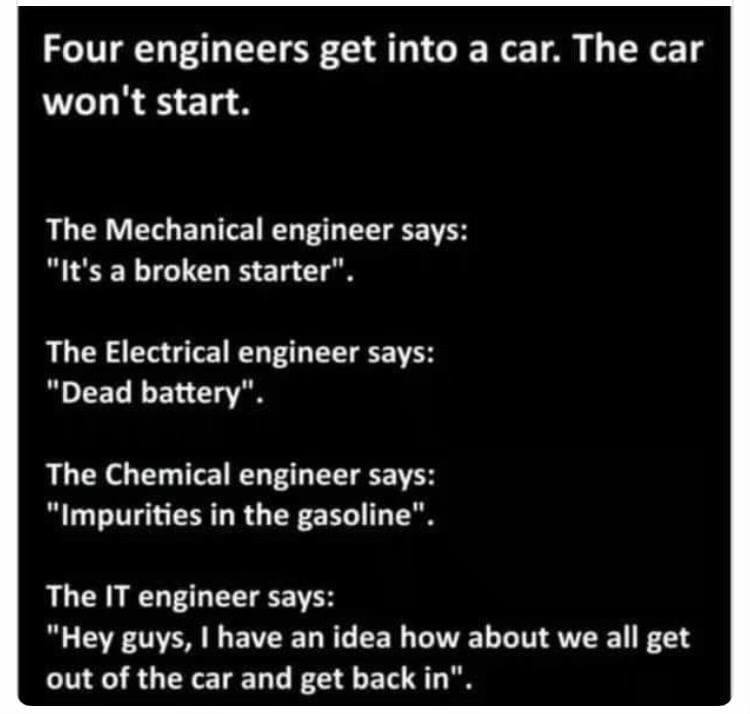 Four engineers get into a car. The car
won't start.
The Mechanical engineer says:
"It's a broken starter".
The Electrical engineer says:
"Dead battery".
The Chemical engineer says:
"Impurities in the gasoline".
The IT engineer says:
"Hey guys, I have an idea how about we all get
out of the car and get back in".